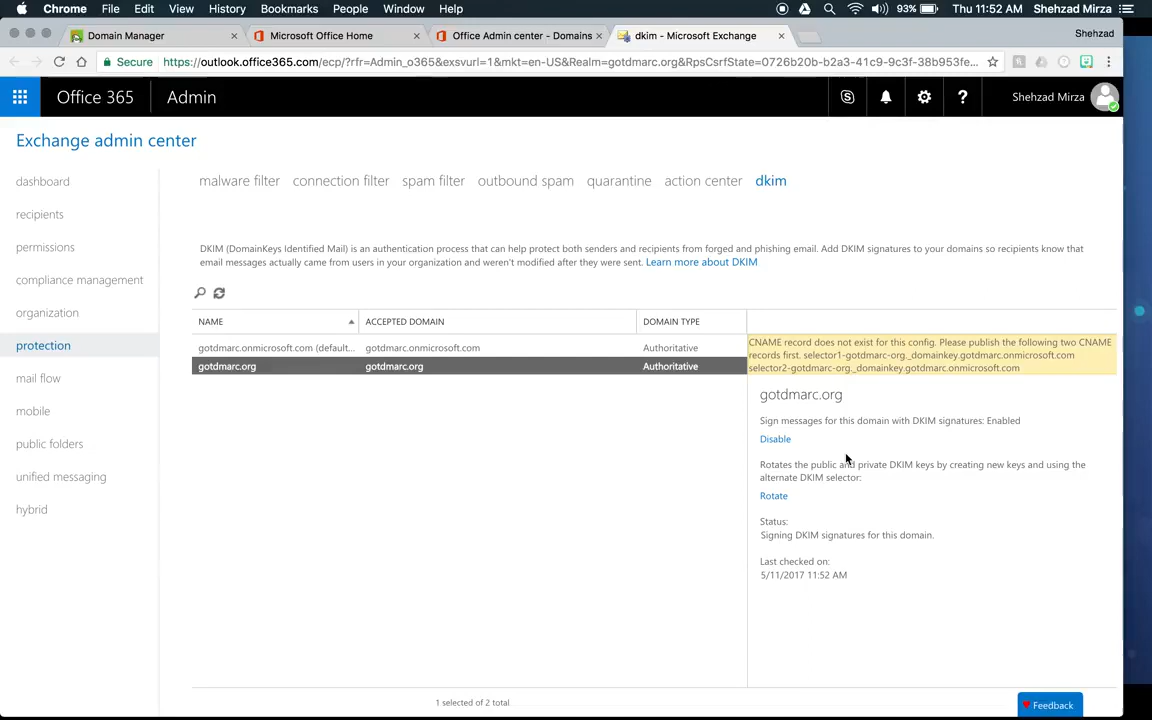 Chrome File Edit View History Bookmarks People Window Help 93% Thu 11:52 AM Shehzad Mirza
Domain Manager Microsoft Office Home Office Admin center - Domains dkim - Microsoft Exchange Shehzad
Secure https://outlook.office365.com/ecp/?rfr=Admin_o365&exsvurl=1&mkt=en-US&Realm=gotdmarc.org&RpsCsrfState=0726b20b-b2a3-41c9-9c3f-38b953fe...
Office 365 Admin ? Shehzad Mirza
Exchange admin center
dashboard
recipients
permissions
compliance management
organization
protection
mail flow
mobile
public folders
unified messaging
hybrid
malware filter connection filter spam filter outbound spam quarantine action center dkim
DKIM (DomainKeys Identified Mail) is an authentication process that can help protect both senders and recipients from forged and phishing email. Add DKIM signatures to your domains so recipients know that
email messages actually came from users in your organization and weren't modified after they were sent. Learn more about DKIM
NAME ACCEPTED DOMAIN DOMAIN TYPE
gotdmarc.onmicrosoft.com (default... gotdmarc.onmicrosoft.com Authoritative
gotdmarc.org gotdmarc.org Authoritative
CNAME record does not exist for this config. Please publish the following two CNAME
records first. selector1-gotdmarc-org._domainkey.gotdmarc.onmicrosoft.com
selector2-gotdmarc-org._domainkey.gotdmarc.onmicrosoft.com
gotdmarc.org
Sign messages for this domain with DKIM signatures: Enabled
Disable
Rotates the public and private DKIM keys by creating new keys and using the
alternate DKIM selector:
Rotate
Status:
Signing DKIM signatures for this domain.
Last checked on:
5/11/2017 11:52 AM
1 selected of 2 total
Feedback